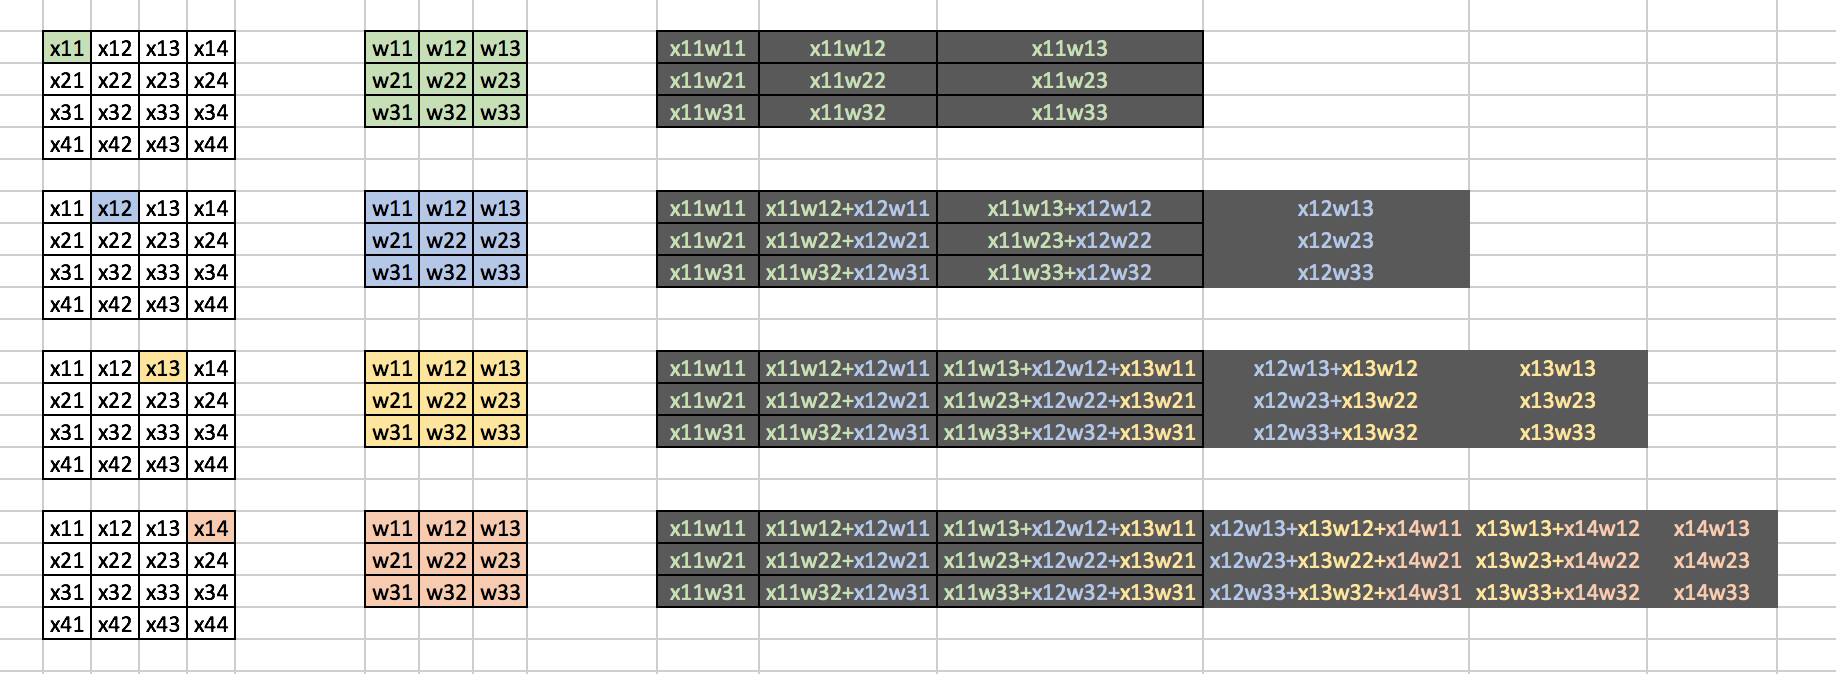 x11 x12 x13 x14 w11 w12 w13 x11w11 x11w12 x11w13
x21 x22 x23 x24 w21 w22 w23 x11w21 x11w22 x11w23
x31 x32 x33 x34 w31 w32 w33 x11w31 x11w32 x11w33
x41 x42 x43 x44
x11 x12 x13 x14 w11 w12 w13 x11w11 x11w12+x12w11 x11w13+x12w12 x12w13
x21 x22 x23 x24 w21 w22 w23 x11w21 x11w22+x12w21 x11w23+x12w22 x12w23
x31 x32 x33 x34 w31 w32 w33 x11w31 x11w32+x12w31 x11w33+x12w32 x12w33
x41 x42 x43 x44
x11 x12 x13 x14 w11 w12 w13 x11w11 x11w12+x12w11 x11w13+x12w12+x13w11 x12w13+x13w12 x13w13
x21 x22 x23 x24 w21 w22 w23 x11w21 x11w22+x12w21 x11w23+x12w22+x13w21 x12w23+x13w22 x13w23
x31 x32 x33 x34 w31 w32 w33 x11w31 x11w32+x12w31 x11w33+x12w32+x13w31 x12w33+x13w32 x13w33
x41 x42 x43 x44
x11 x12 x13 x14 w11 w12 w13 x11w11 x11w12+x12w11 x11w13+x12w12+x13w11 x12w13+x13w12+x14w11 x13w13+x14w12 x14w13
x21 x22 x23 x24 w21 w22 w23 x11w21 x11w22+x12w21 x11w23+x12w22+x13w21 x12w23+x13w22+x14w21 x13w23+x14w22 x14w23
x31 x32 x33 x34 w31 w32 w33 x11w31 x11w32+x12w31 x11w33+x12w32+x13w31 x12w33+x13w32+x14w31 x13w33+x14w32 x14w33
x41 x42 x43 x44